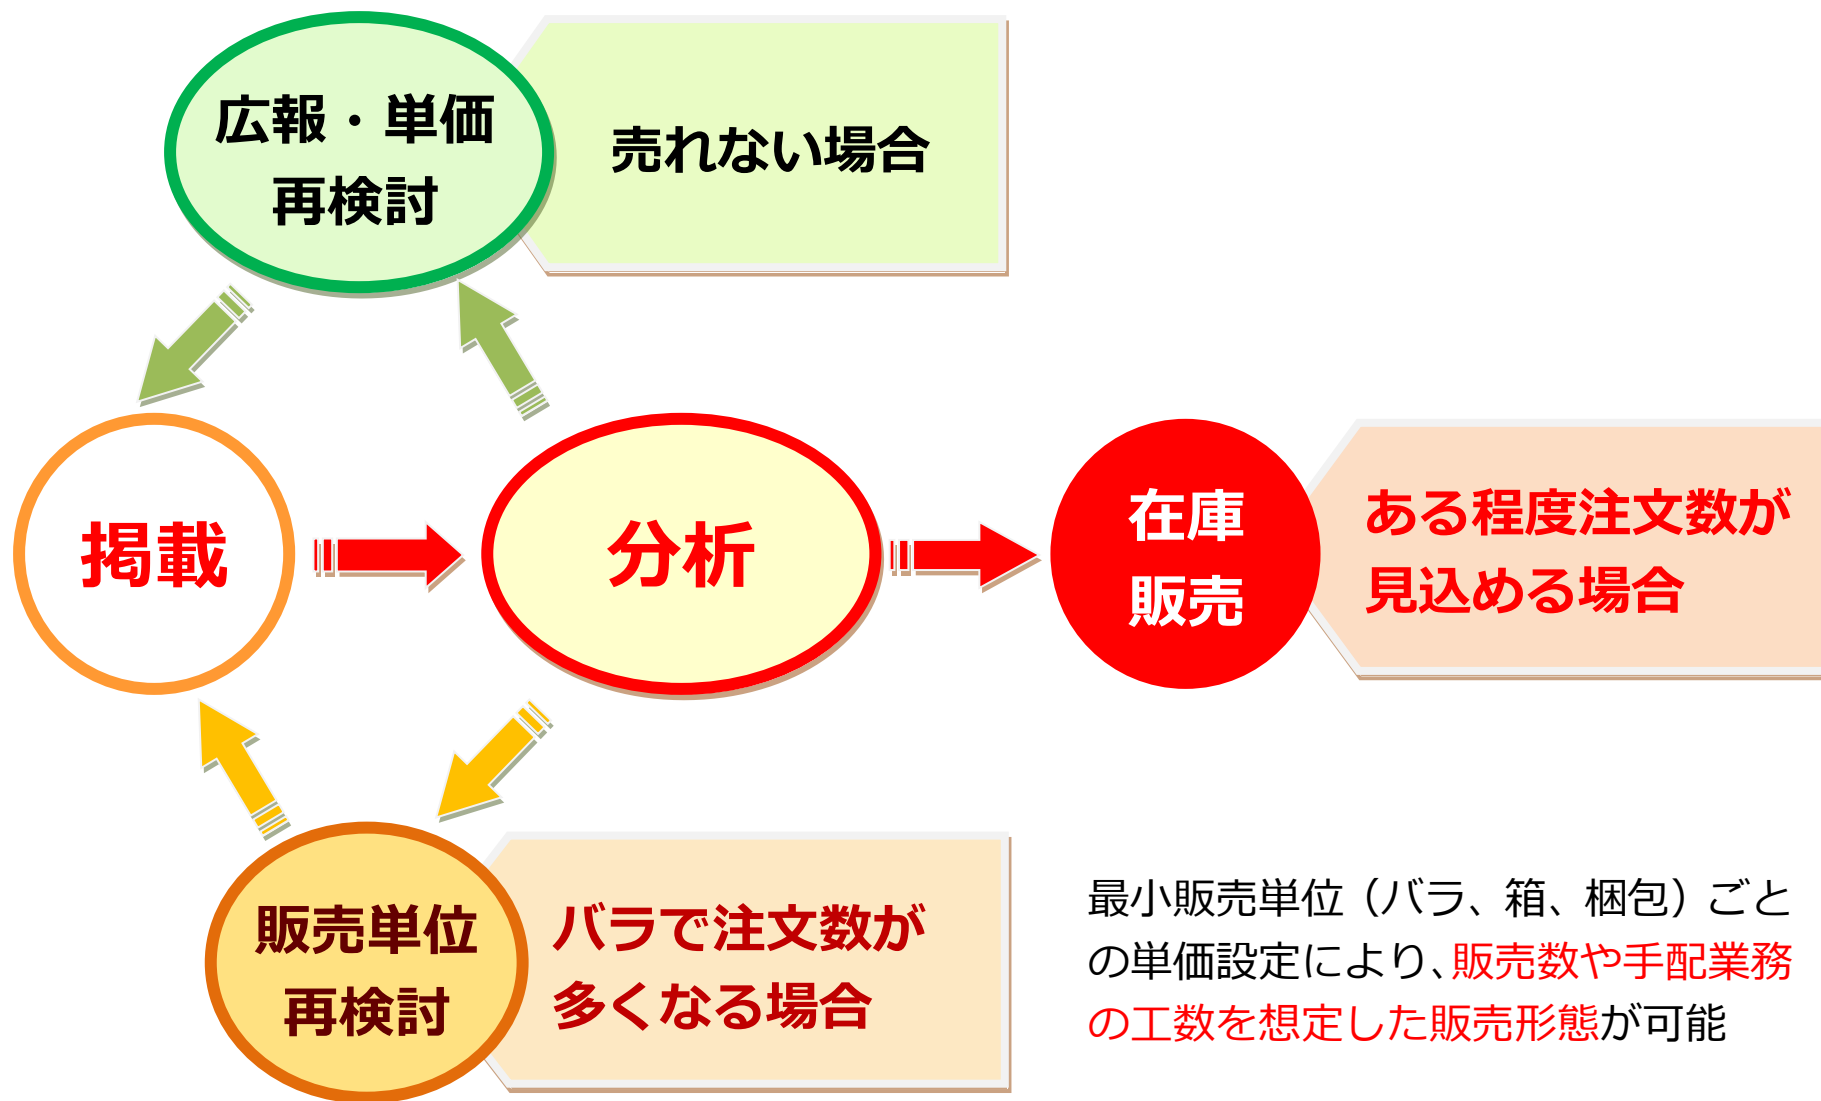 広報・単価
再検討
売れない場合
掲載
分析
在庫
販売
ある程度注文数が
見込める場合
販売単位
再検討
バラで注文数が
多くなる場合
最小販売単位（バラ、箱、梱包）ごと
の単価設定により、販売数や手配業務
の工数を想定した販売形態が可能